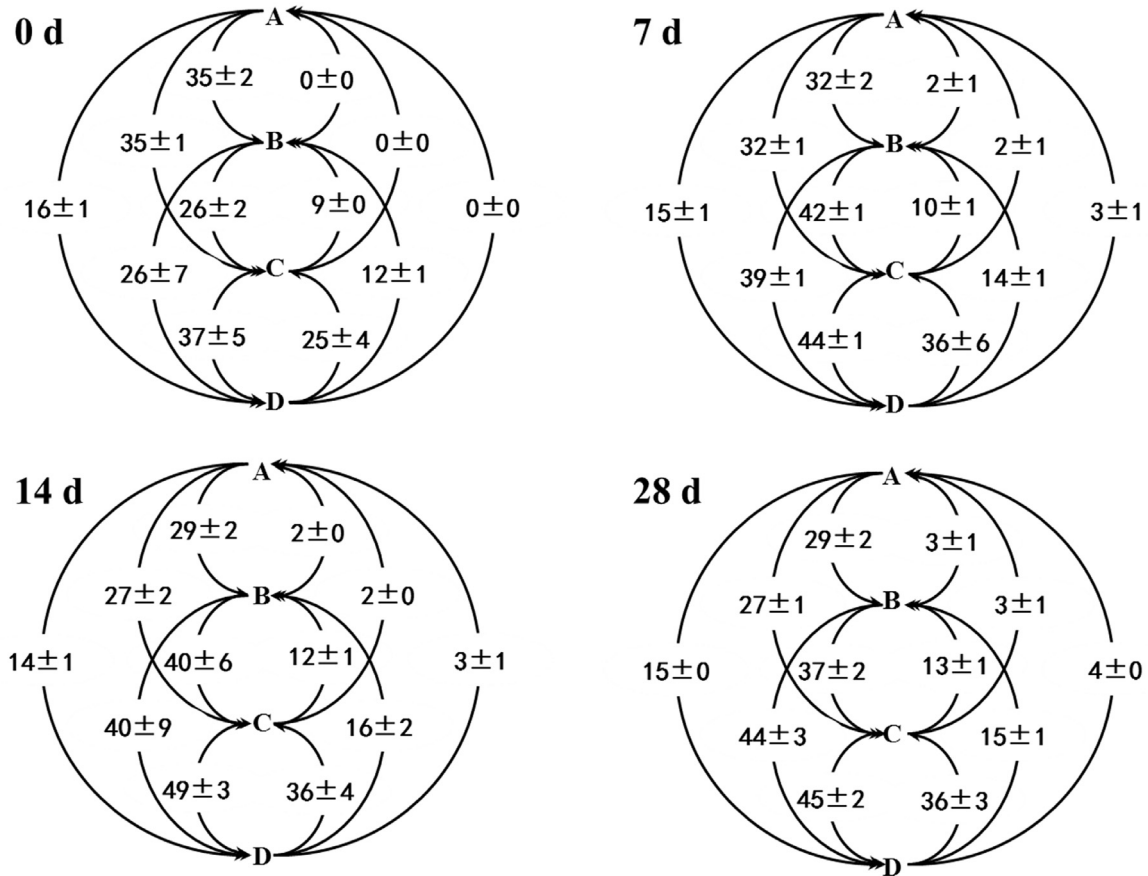 0 d
A
35±2 0±0
B
35±1 0±0
16±1 26±2 9±0 0±0
C
26±7 12±1
37±5 25±4
D
7 d
A
32±2 2±1
B
32±1 2±1
15±1 42±1 10±1 3±1
C
39±1 14±1
44±1 36±6
D
14 d
A
29±2 2±0
B
27±2 2±0
14±1 40±6 12±1 3±1
C
40±9 16±2
49±3 36±4
D
28 d
A
29±2 3±1
B
27±1 3±1
15±0 37±2 13±1 4±0
C
44±3 15±1
45±2 36±3
D